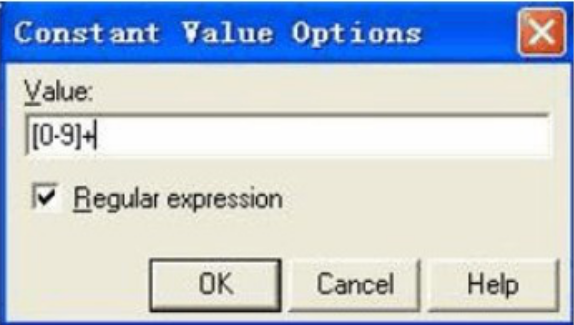 Constant Value Options
Value:
[0-9]+
Regular expression
OK Cancel Help